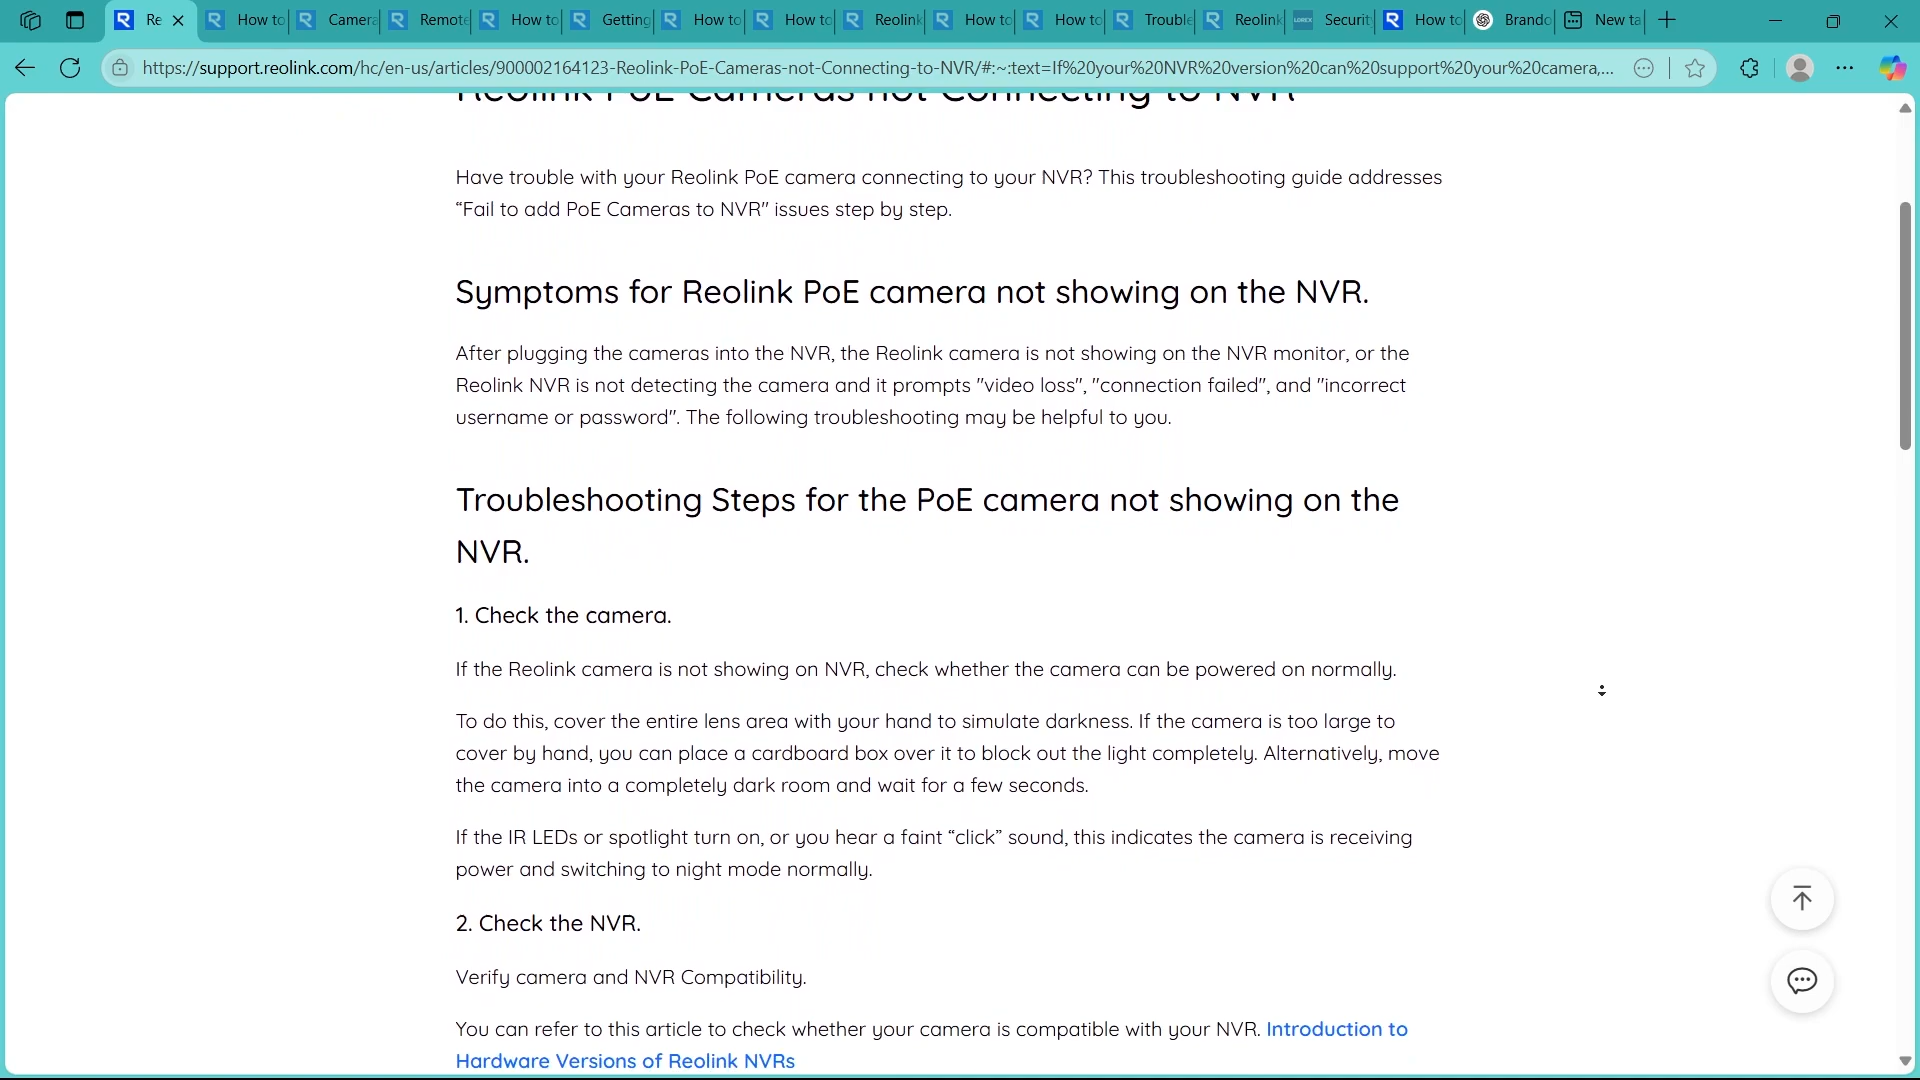 Re
How to
Camera
Remote
How to
Getting
How to
How to
Reolink
How to
How to
Trouble
Reolink
LOREX
Securit
How to
Brando
New ta
https://support.reolink.com/hc/en-us/articles/900002164123-Reolink-PoE-Cameras-not-Connecting-to-NVR/#:~:text=If%20your%20NVR%20version%20can%20support%20your%20camera,...
Reolink PoE Cameras not Connecting to NVR
Have trouble with your Reolink PoE camera connecting to your NVR? This troubleshooting guide addresses
“Fail to add PoE Cameras to NVR" issues step by step.
Symptoms for Reolink PoE camera not showing on the NVR.
After plugging the cameras into the NVR, the Reolink camera is not showing on the NVR monitor, or the
Reolink NVR is not detecting the camera and it prompts "video loss", "connection failed", and "incorrect
username or password". The following troubleshooting may be helpful to you.
Troubleshooting Steps for the PoE camera not showing on the
NVR.
1. Check the camera.
If the Reolink camera is not showing on NVR, check whether the camera can be powered on normally.
To do this, cover the entire lens area with your hand to simulate darkness. If the camera is too large to
cover by hand, you can place a cardboard box over it to block out the light completely. Alternatively, move
the camera into a completely dark room and wait for a few seconds.
If the IR LEDs or spotlight turn on, or you hear a faint “click” sound, this indicates the camera is receiving
power and switching to night mode normally.
2. Check the NVR.
Verify camera and NVR Compatibility.
You can refer to this article to check whether your camera is compatible with your NVR. Introduction to
Hardware Versions of Reolink NVRs